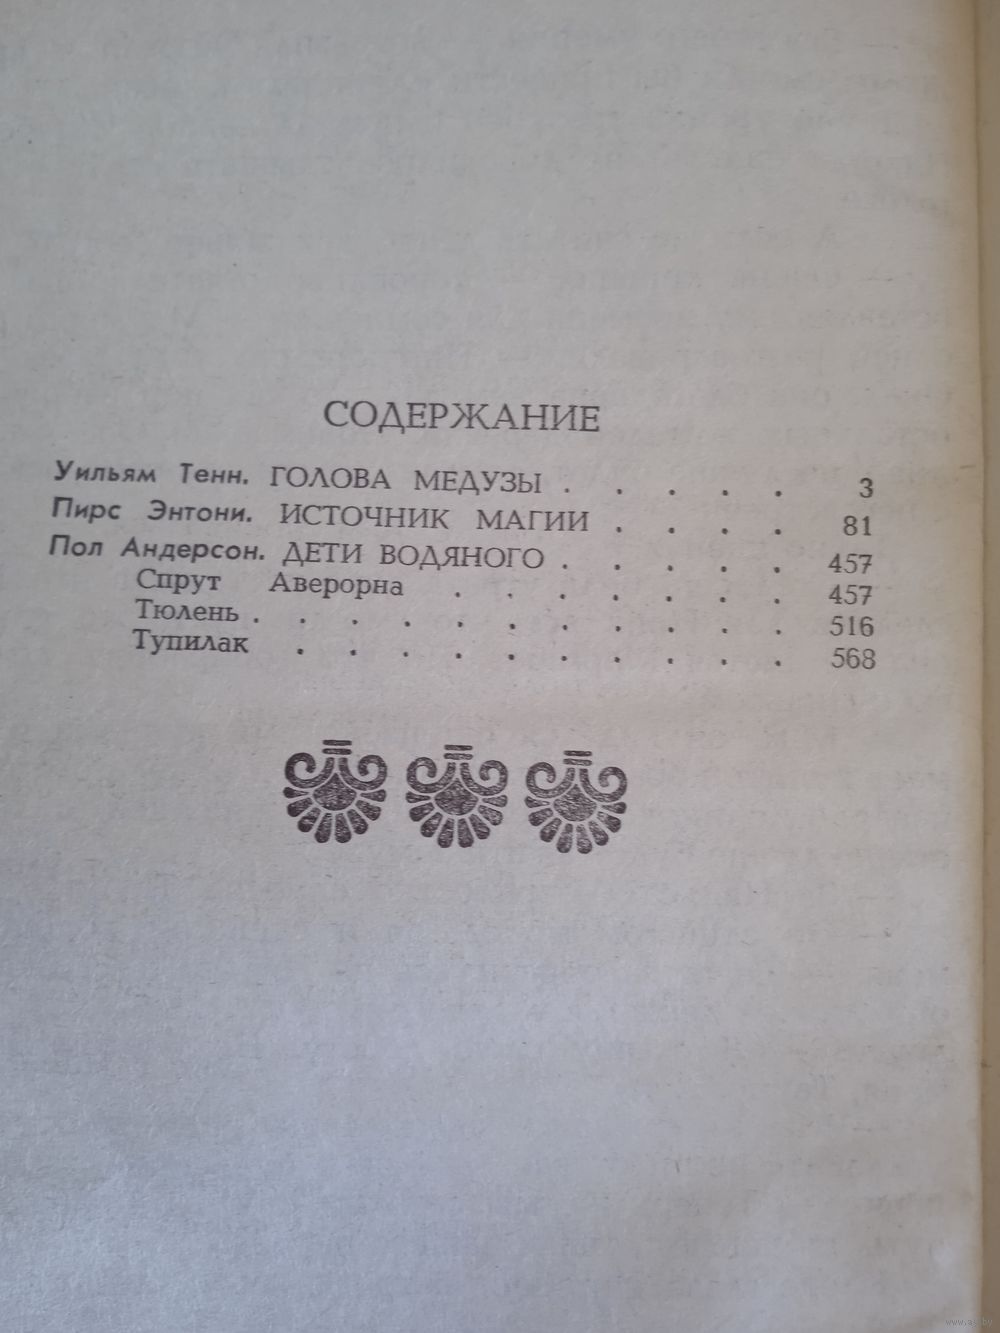 СОДЕРЖАНИЕ
Уильям Тенн. ГОЛОВА МЕДУЗЫ . . . . . 3
Пирс Энтони. ИСТОЧНИК МАГИИ . . . . 81
Пол Андерсон. ДЕТИ ВОДЯНОГО . . . . . 457
Спрут Аверорна . . . . . . . 457
Тюлень . . . . . . . . . . . 516
Тупилак . . . . . . . . . . 568